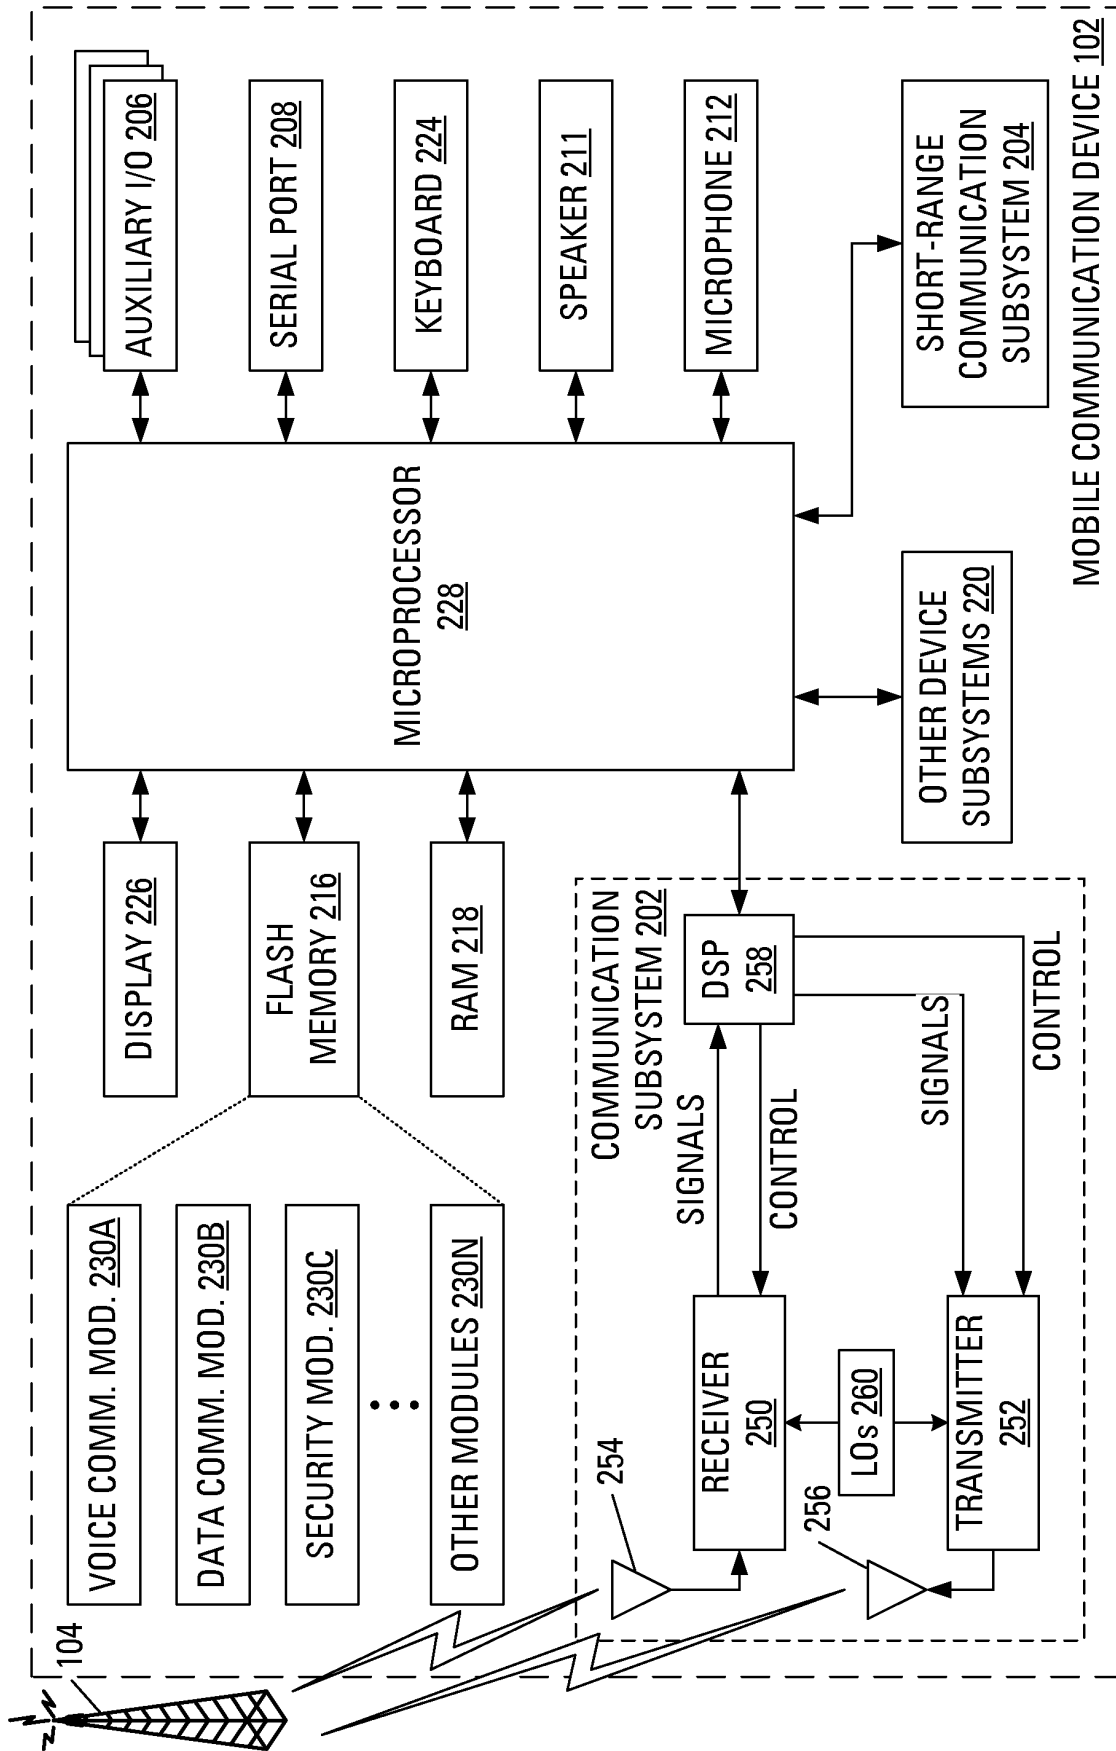 104
VOICE COMM. MOD. 230A
DATA COMM. MOD. 230B
SECURITY MOD. 230C
OTHER MODULES 230N
DISPLAY 226
FLASH
MEMORY 216
RAM 218
MICROPROCESSOR
228
AUXILIARY I/O 206
SERIAL PORT 208
KEYBOARD 224
SPEAKER 211
MICROPHONE 212
COMMUNICATION
SUBSYSTEM 202
254
RECEIVER
250
SIGNALS
CONTROL
DSP
258
LOs 260
256
TRANSMITTER
252
SIGNALS
CONTROL
OTHER DEVICE
SUBSYSTEMS 220
SHORT-RANGE
COMMUNICATION
SUBSYSTEM 204
MOBILE COMMUNICATION DEVICE 102